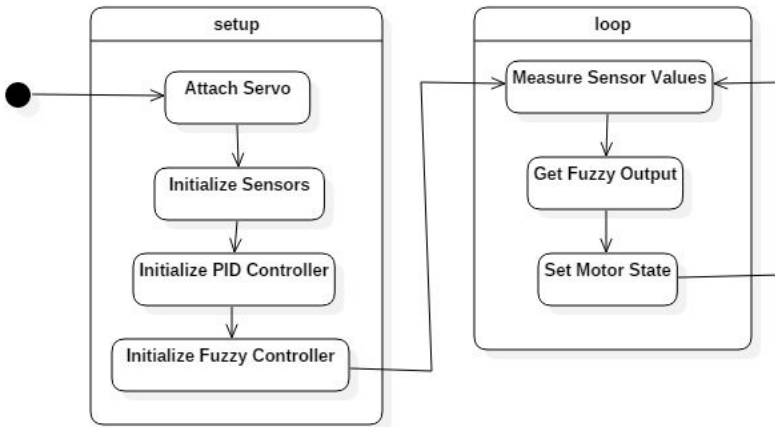 setup
Attach Servo
Initialize Sensors
Initialize PID Controller
Initialize Fuzzy Controller
loop
Measure Sensor Values
Get Fuzzy Output
Set Motor State